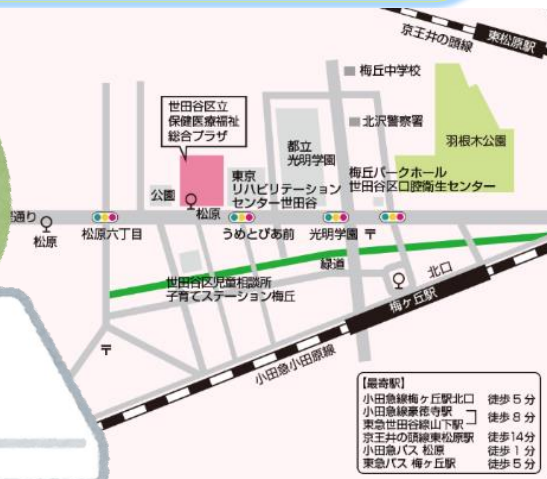 京王井の頭線
東松原駅
梅丘中学校
世田谷区立
保健医療福祉
総合プラザ
北沢警察署
羽根木公園
都立
光明学園
東京
リハビリテーション
センター世田谷
梅丘パークホール
世田谷区口腔衛生センター
公園
松原
通り
松原
松原六丁目
うめとぴあ前
光明学園
〒
緑道
北口
世田谷区児童相談所
子育てステーション梅丘
梅ヶ丘駅
〒
小田急小田原線
【最寄駅】
小田急線梅ヶ丘駅北口 徒歩5分
小田急線豪徳寺駅
東急世田谷線山下駅 徒歩8分
京王井の頭線東松原駅 徒歩14分
小田急バス 松原 徒歩1分
東急バス 梅ヶ丘駅 徒歩5分